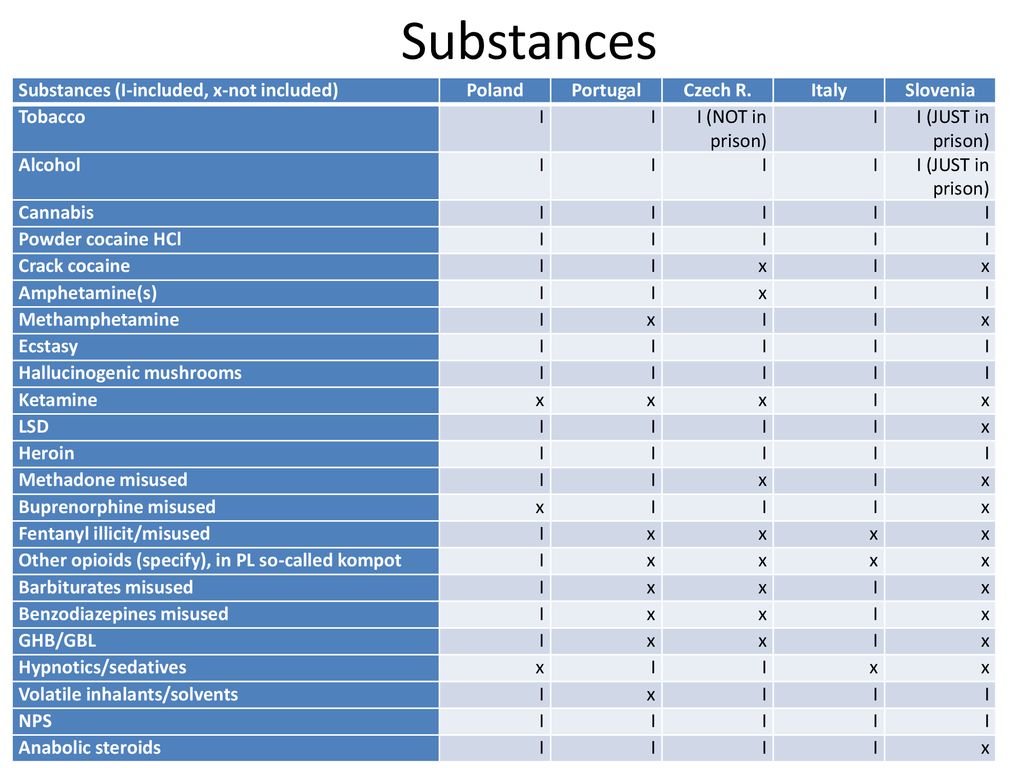 Substances
Substances (I-included, x-not included) Poland Portugal Czech R. Italy Slovenia
Tobacco I I I (NOT in prison) I I (JUST in prison)
Alcohol I I I I I (JUST in prison)
Cannabis I I I I I
Powder cocaine HCl I I I I I
Crack cocaine I I x I x
Amphetamine(s) I I x I I
Methamphetamine I x I I x
Ecstasy I I I I I
Hallucinogenic mushrooms I I I I I
Ketamine x x x I x
LSD I I I I x
Heroin I I I I I
Methadone misused I I x I x
Buprenorphine misused x I I I x
Fentanyl illicit/misused I x x x x
Other opioids (specify), in PL so-called kompot I x x x x
Barbiturates misused I x x I x
Benzodiazepines misused I x x I x
GHB/GBL I x x I x
Hypnotics/sedatives x I I x x
Volatile inhalants/solvents I x I I I
NPS I I I I I
Anabolic steroids I I I I x